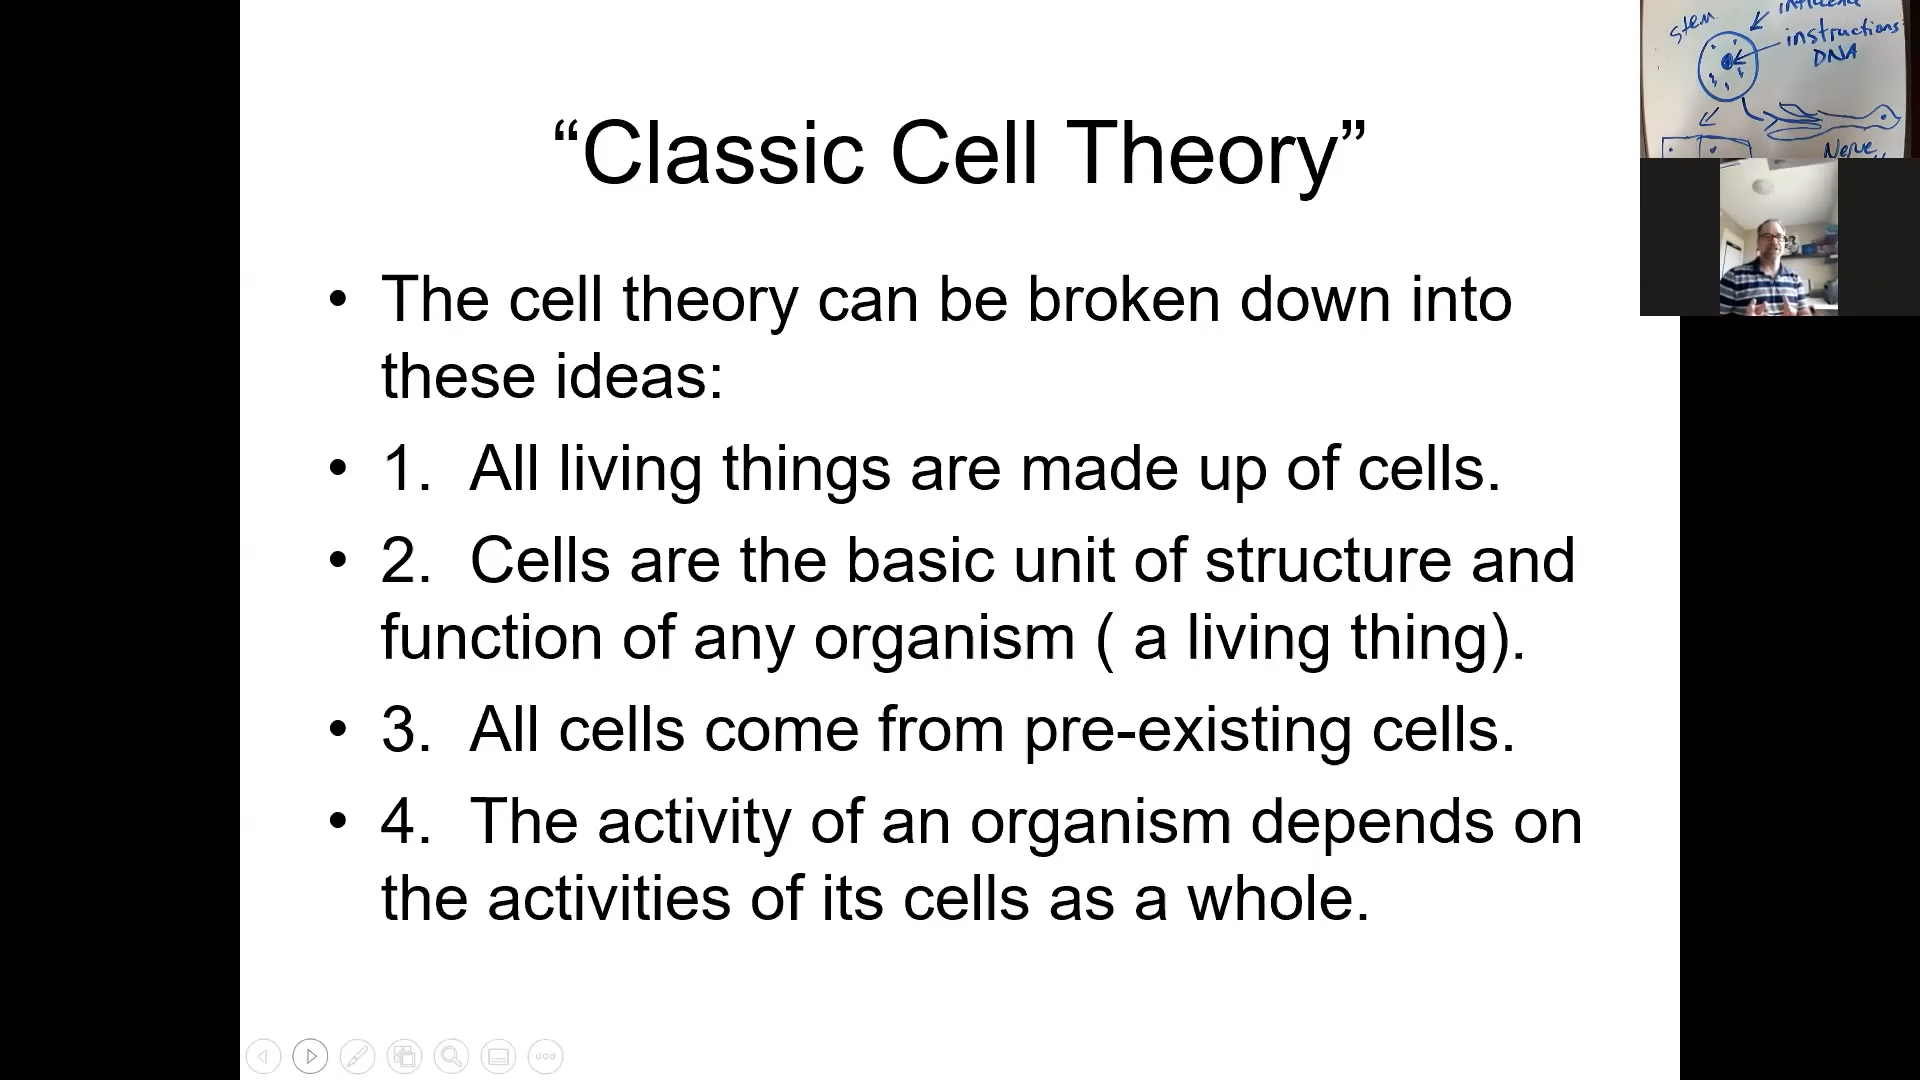 “Classic Cell Theory”
• The cell theory can be broken down into
these ideas:
• 1.  All living things are made up of cells.
• 2.  Cells are the basic unit of structure and
function of any organism ( a living thing).
• 3.  All cells come from pre-existing cells.
• 4.  The activity of an organism depends on
the activities of its cells as a whole.
stem
instructions
DNA
Nerve